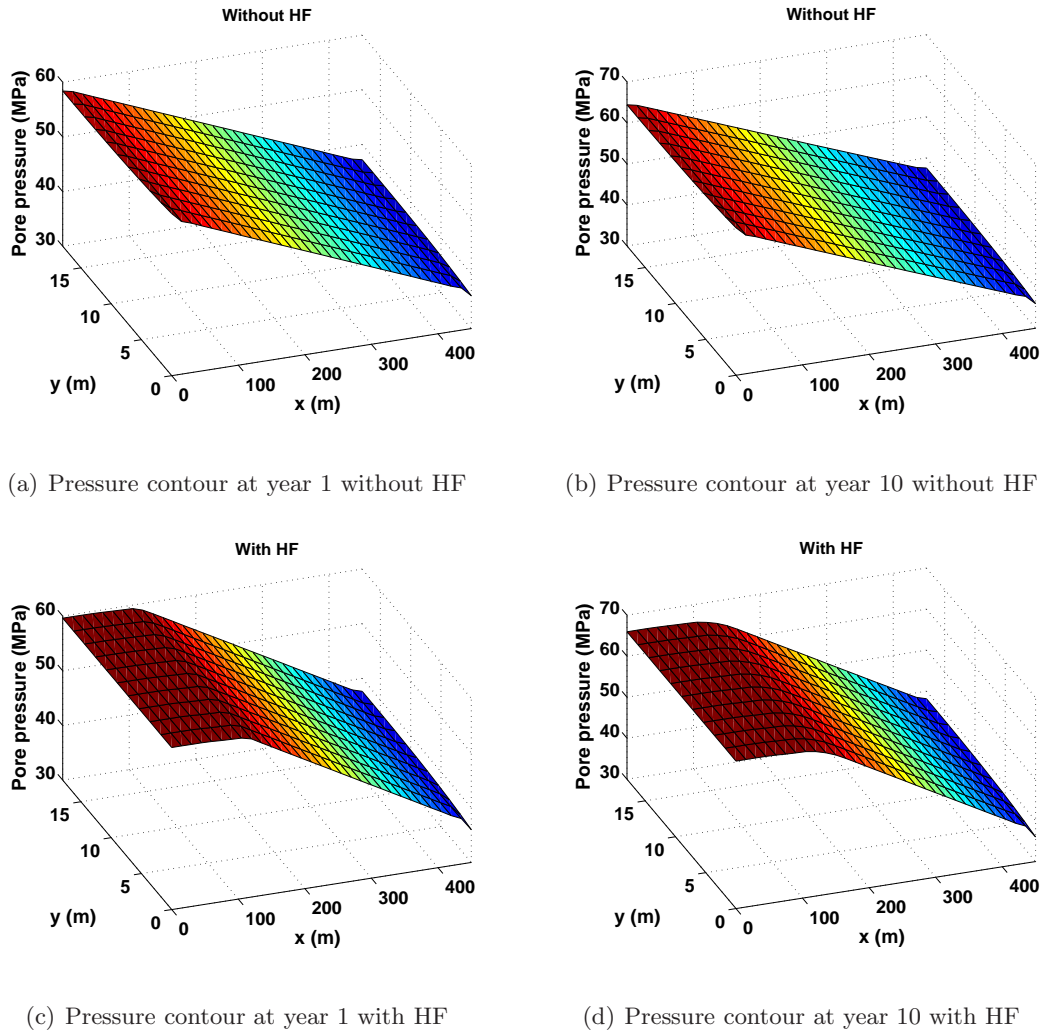 Without HF
60
50
40
30
Pore pressure (MPa)
15
10
5
0
y (m)
0
100
200
300
400
x (m)
(a) Pressure contour at year 1 without HF
Without HF
70
60
50
40
30
Pore pressure (MPa)
15
10
5
0
y (m)
0
100
200
300
400
x (m)
(b) Pressure contour at year 10 without HF
With HF
60
50
40
30
Pore pressure (MPa)
15
10
5
0
y (m)
0
100
200
300
400
x (m)
(c) Pressure contour at year 1 with HF
With HF
70
60
50
40
30
Pore pressure (MPa)
15
10
5
0
y (m)
0
100
200
300
400
x (m)
(d) Pressure contour at year 10 with HF